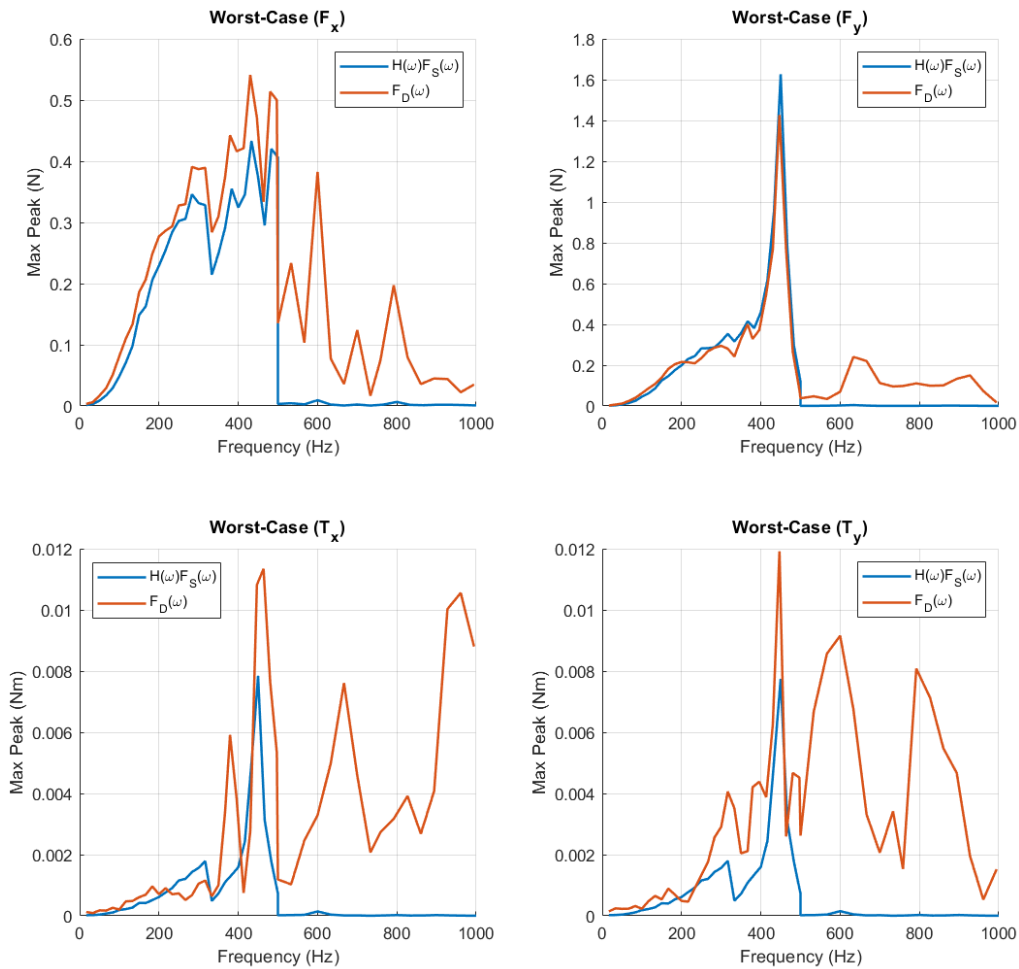 Worst-Case (Fx)
Max Peak (N)
0.6
0.5
0.4
0.3
0.2
0.1
0
H(ω)FS(ω)
FD(ω)
0 200 400 600 800 1000
Frequency (Hz)
Worst-Case (Fy)
Max Peak (N)
1.8
1.6
1.4
1.2
1
0.8
0.6
0.4
0.2
0
H(ω)FS(ω)
FD(ω)
0 200 400 600 800 1000
Frequency (Hz)
Worst-Case (Tx)
Max Peak (Nm)
0.012
0.01
0.008
0.006
0.004
0.002
0
H(ω)FS(ω)
FD(ω)
0 200 400 600 800 1000
Frequency (Hz)
Worst-Case (Ty)
Max Peak (Nm)
0.012
0.01
0.008
0.006
0.004
0.002
0
H(ω)FS(ω)
FD(ω)
0 200 400 600 800 1000
Frequency (Hz)